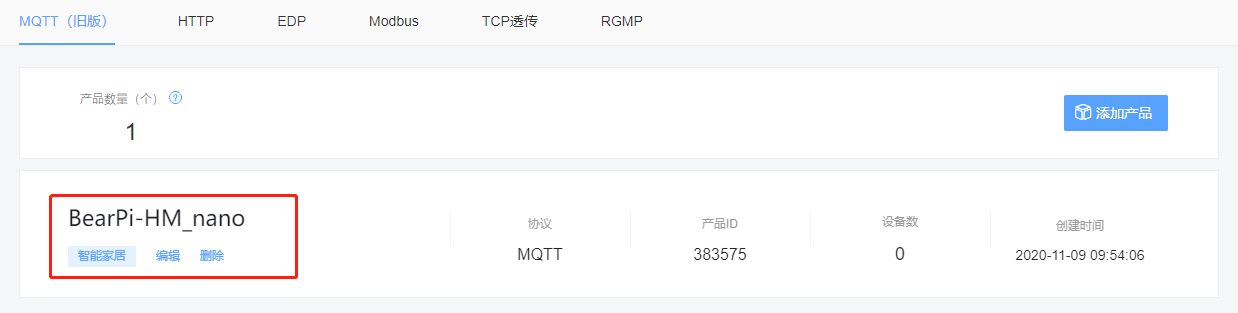 MQTT（旧版） HTTP EDP Modbus TCP透传 RGMP
产品数量（个） ?
1
添加产品
BearPi-HM_nano
智能家居 编辑 删除
协议
MQTT
产品ID
383575
设备数
0
创建时间
2020-11-09 09:54:06